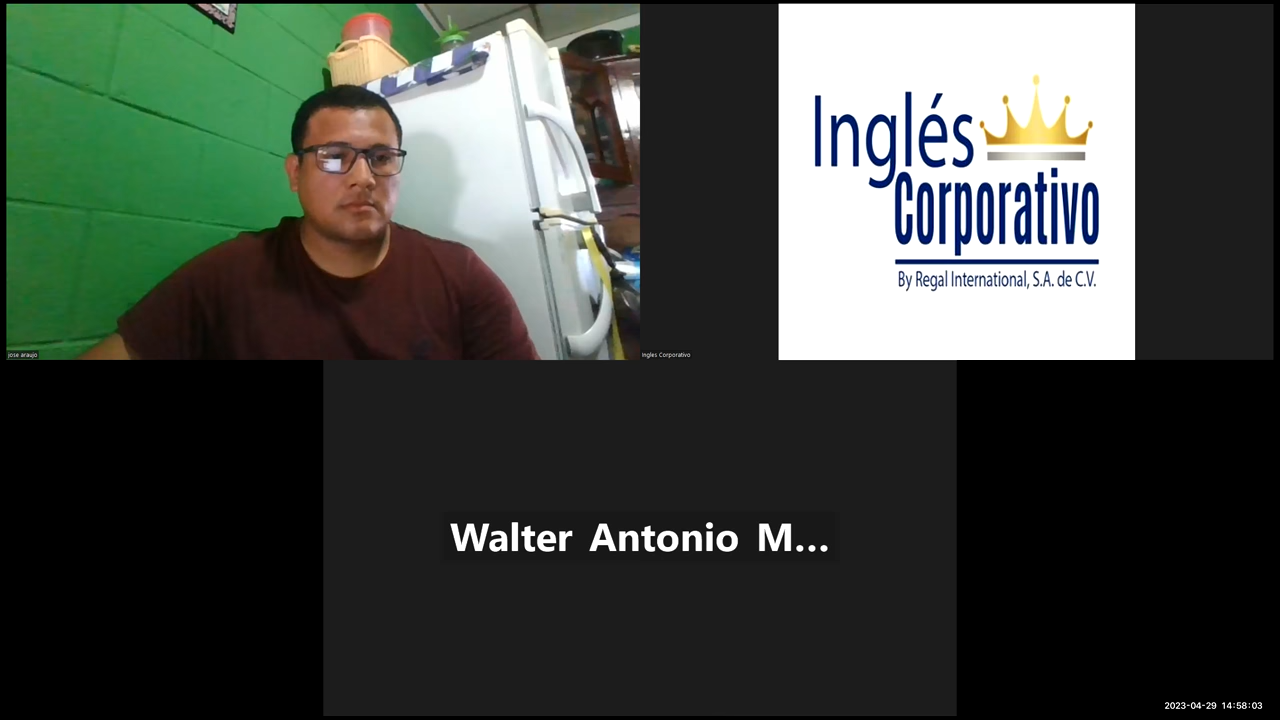 Inglés
Corporativo
By Regal International, S.A. de C.V.
jose araujo
Ingles Corporativo
Walter Antonio M...
2023-04-29 14:58:03